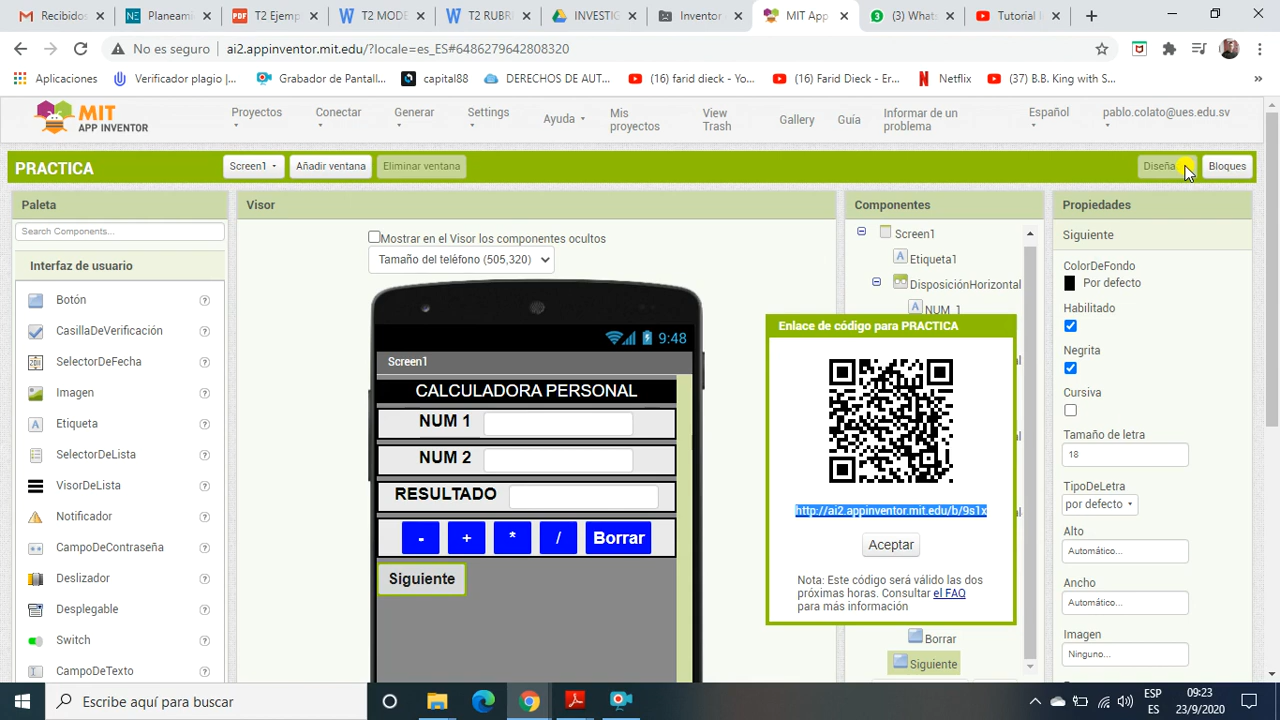 Recibidos
Planeami
T2 Ejemp
T2 MODE
T2 RUBRI
INVESTIG
Inventor
MIT App
(3) Whats
Tutorial In
No es seguro
ai2.appinventor.mit.edu/?locale=es_ES#6486279642808320
Aplicaciones
Verificador plagio |...
Grabador de Pantall...
capital88
DERECHOS DE AUT...
(16) farid dieck - Yo...
(16) Farid Dieck - Er...
Netflix
(37) B.B. King with S...
»
MIT
APP INVENTOR
Proyectos
Conectar
Generar
Settings
Ayuda
Mis proyectos
View Trash
Gallery
Guía
Informar de un problema
Español
pablo.colato@ues.edu.sv
PRACTICA
Screen1
Añadir ventana
Eliminar ventana
Diseña
Bloques
Paleta
Visor
Componentes
Propiedades
Search Components...
Interfaz de usuario
Botón
CasillaDeVerificación
SelectorDeFecha
Imagen
Etiqueta
SelectorDeLista
VisorDeLista
Notificador
CampoDeContraseña
Deslizador
Desplegable
Switch
CampoDeTexto
Mostrar en el Visor los componentes ocultos
Tamaño del teléfono (505,320)
9:48
Screen1
CALCULADORA PERSONAL
NUM 1
NUM 2
RESULTADO
- + * / Borrar
Siguiente
Screen1
Etiqueta1
DisposiciónHorizontal
NUM_1
Enlace de código para PRACTICA
http://ai2.appinventor.mit.edu/b/9s1x
Aceptar
Nota: Este código será válido las dos
próximas horas. Consultar el FAQ
para más información
Borrar
Siguiente
Siguiente
ColorDeFondo
Por defecto
Habilitado
Negrita
Cursiva
Tamaño de letra
18
TipoDeLetra
por defecto
Alto
Automático...
Ancho
Automático...
Imagen
Ninguno...
Escribe aquí para buscar
ESP
ES
09:23
23/9/2020